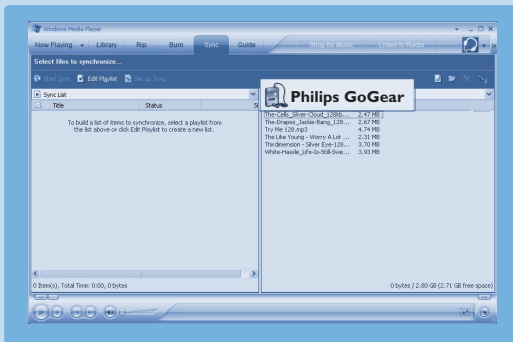 Windows Media Player
Now Playing Library Rip Burn Sync Guide Shop for Music Listen to Radio
Select files to synchronize...
Start Sync Edit Playlist Set up Sync
Sync List
Philips GoGear
Title Status
To build a list of items to synchronize, select a playlist from
the list above or click Edit Playlist to create a new list.
The-Cells_Silver-Cloud_128kb... 2.47 MB
The-Drapes_Jackie-Bang_128... 2.67 MB
Try Me 128.mp3 4.74 MB
The Like Young - Worry A Lot ... 2.31 MB
Thirdimension - Silver Eye-128... 3.70 MB
White-Hassle_Life-Is-Still-Swe... 3.93 MB
0 Item(s), Total Time: 0:00, 0 bytes
0 bytes / 2.80 GB (2.71 GB free space)